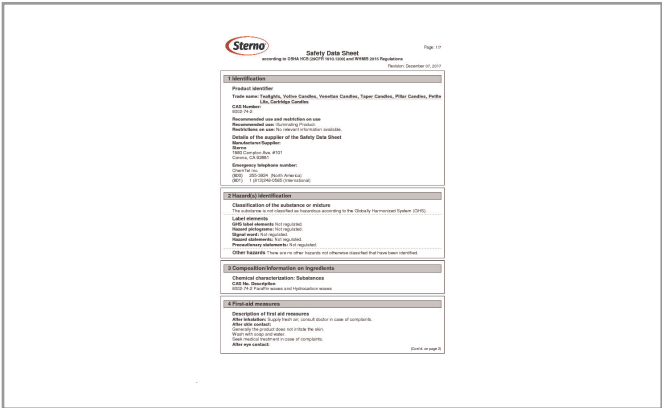 Sterno
Page: 1/7
Safety Data Sheet
according to OSHA HCS (29CFR 1910.1200) and WHMIS 2015 Regulations
Revision: December 07, 2017
1 Identification
Product identifier
Trade name: Tealights, Votive Candles, Venetian Candles, Taper Candles, Pillar Candles, Petite
Lite, Cartridge Candles
CAS Number:
8002-74-2
Recommended use and restriction on use
Recommended use: Illuminating Product
Restrictions on use: No relevant information available.
Details of the supplier of the Safety Data Sheet
Manufacturer/Supplier:
Sterno
1880 Compton Ave. #101
Corona, CA 92881
Emergency telephone number:
ChemTel Inc.
(800) 255-3924 (North America)
(801) 1 (813)248-0585 (International)
2 Hazard(s) identification
Classification of the substance or mixture
The substance is not classified as hazardous according to the Globally Harmonized System (GHS).
Label elements
GHS label elements Not regulated.
Hazard pictograms: Not regulated.
Signal word: Not regulated.
Hazard statements: Not regulated.
Precautionary statements: Not regulated.
Other hazards There are no other hazards not otherwise classified that have been identified.
3 Composition/information on ingredients
Chemical characterization: Substances
CAS No. Description
8002-74-2 Paraffin waxes and Hydrocarbon waxes
4 First-aid measures
Description of first aid measures
After inhalation: Supply fresh air; consult doctor in case of complaints.
After skin contact:
Generally the product does not irritate the skin.
Wash with soap and water.
Seek medical treatment in case of complaints.
After eye contact:
(Cont'd. on page 2)